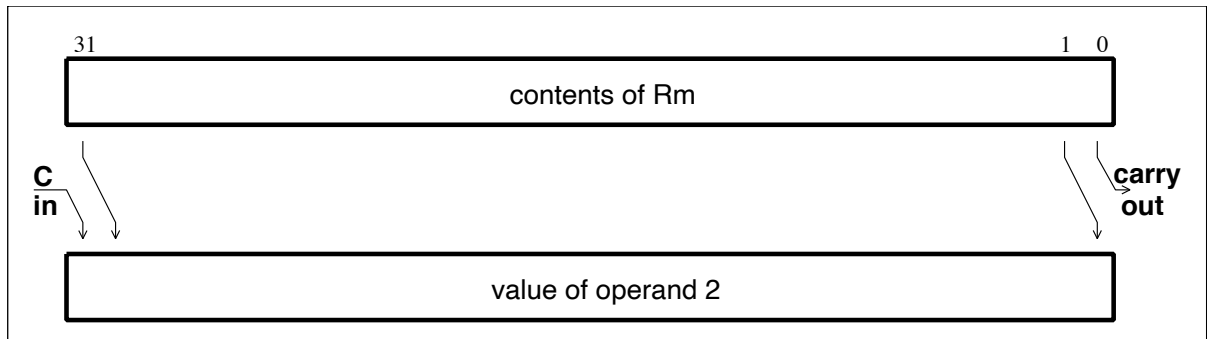 31 1 0
contents of Rm
C
in
carry
out
value of operand 2